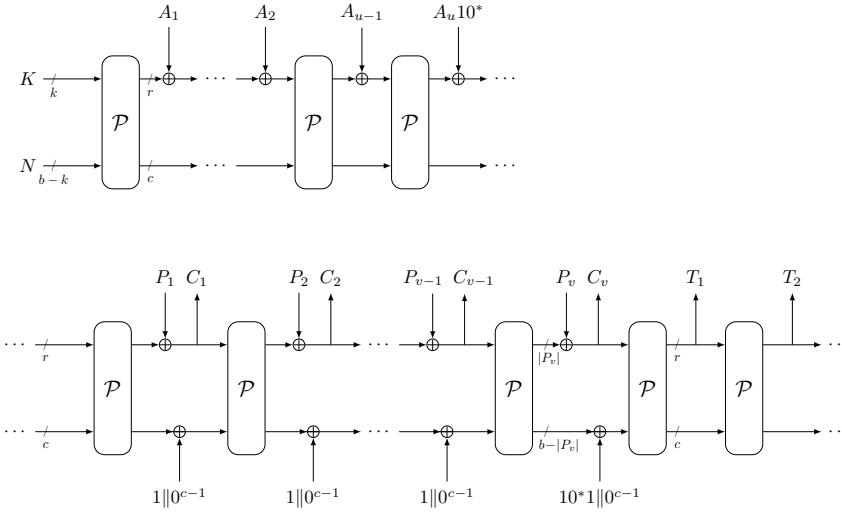 A₁ A₂ Aᵤ₋₁ Aᵤ10*
K k P r ⋯ P P ⋯
N b − k c ⋯ ⋯
P₁ C₁ P₂ C₂ Pᵥ₋₁ Cᵥ₋₁ Pᵥ Cᵥ T₁ T₂
⋯ r P P ⋯ P |Pᵥ| P r P ⋯
⋯ c ⋯ b−|Pᵥ| c ⋯
1∥0ᶜ⁻¹ 1∥0ᶜ⁻¹ 1∥0ᶜ⁻¹ 10*1∥0ᶜ⁻¹